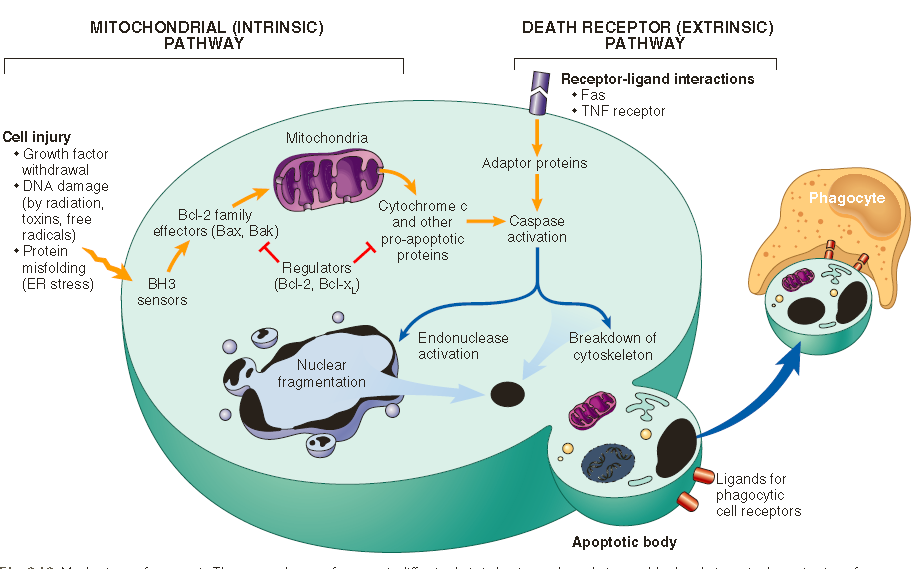 MITOCHONDRIAL (INTRINSIC)
PATHWAY
DEATH RECEPTOR (EXTRINSIC)
PATHWAY
Receptor-ligand interactions
◆ Fas
◆ TNF receptor
Cell injury
◆ Growth factor
withdrawal
◆ DNA damage
(by radiation,
toxins, free
radicals)
◆ Protein
misfolding
(ER stress)
BH3
sensors
Bcl-2 family
effectors (Bax, Bak)
Mitochondria
Cytochrome c
and other
pro-apoptotic
proteins
Regulators
(Bcl-2, Bcl-xL)
Adaptor proteins
Caspase
activation
Endonuclease
activation
Breakdown of
cytoskeleton
Nuclear
fragmentation
Phagocyte
Ligands for
phagocytic
cell receptors
Apoptotic body